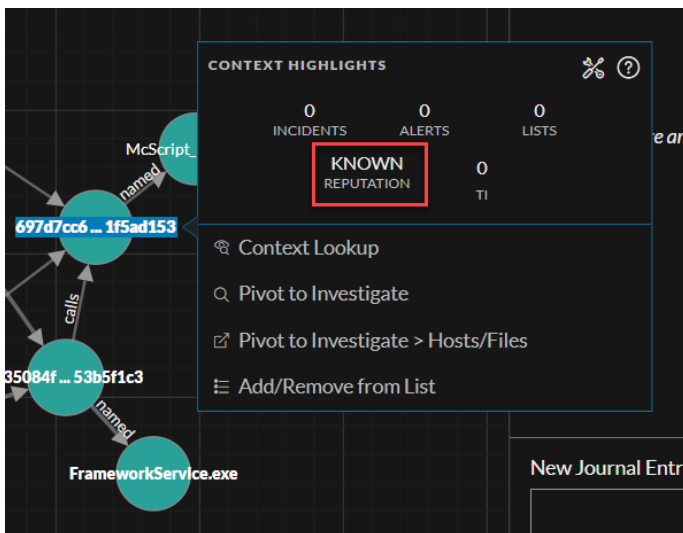 CONTEXT HIGHLIGHTS
0
INCIDENTS
0
ALERTS
0
LISTS
KNOWN
REPUTATION
0
TI
Context Lookup
Pivot to Investigate
Pivot to Investigate > Hosts/Files
Add/Remove from List
McScript_
named
697d7cc6 ... 1f5ad153
calls
35084f ... 53b5f1c3
named
FrameworkService.exe
New Journal Entr